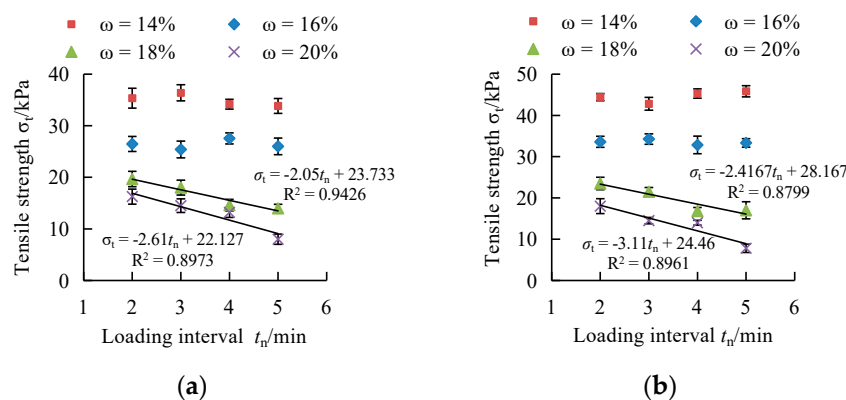 ω = 14%
ω = 16%
ω = 18%
ω = 20%
Tensile strength σt/kPa
40
30
20
10
0
σt = -2.05tn + 23.733
R² = 0.9426
σt = -2.61tn + 22.127
R² = 0.8973
1 2 3 4 5 6
Loading interval tn/min
(a)
ω = 14%
ω = 16%
ω = 18%
ω = 20%
Tensile strength σt/kPa
50
40
30
20
10
0
σt = -2.4167tn + 28.167
R² = 0.8799
σt = -3.11tn + 24.46
R² = 0.8961
1 2 3 4 5 6
Loading interval tn/min
(b)